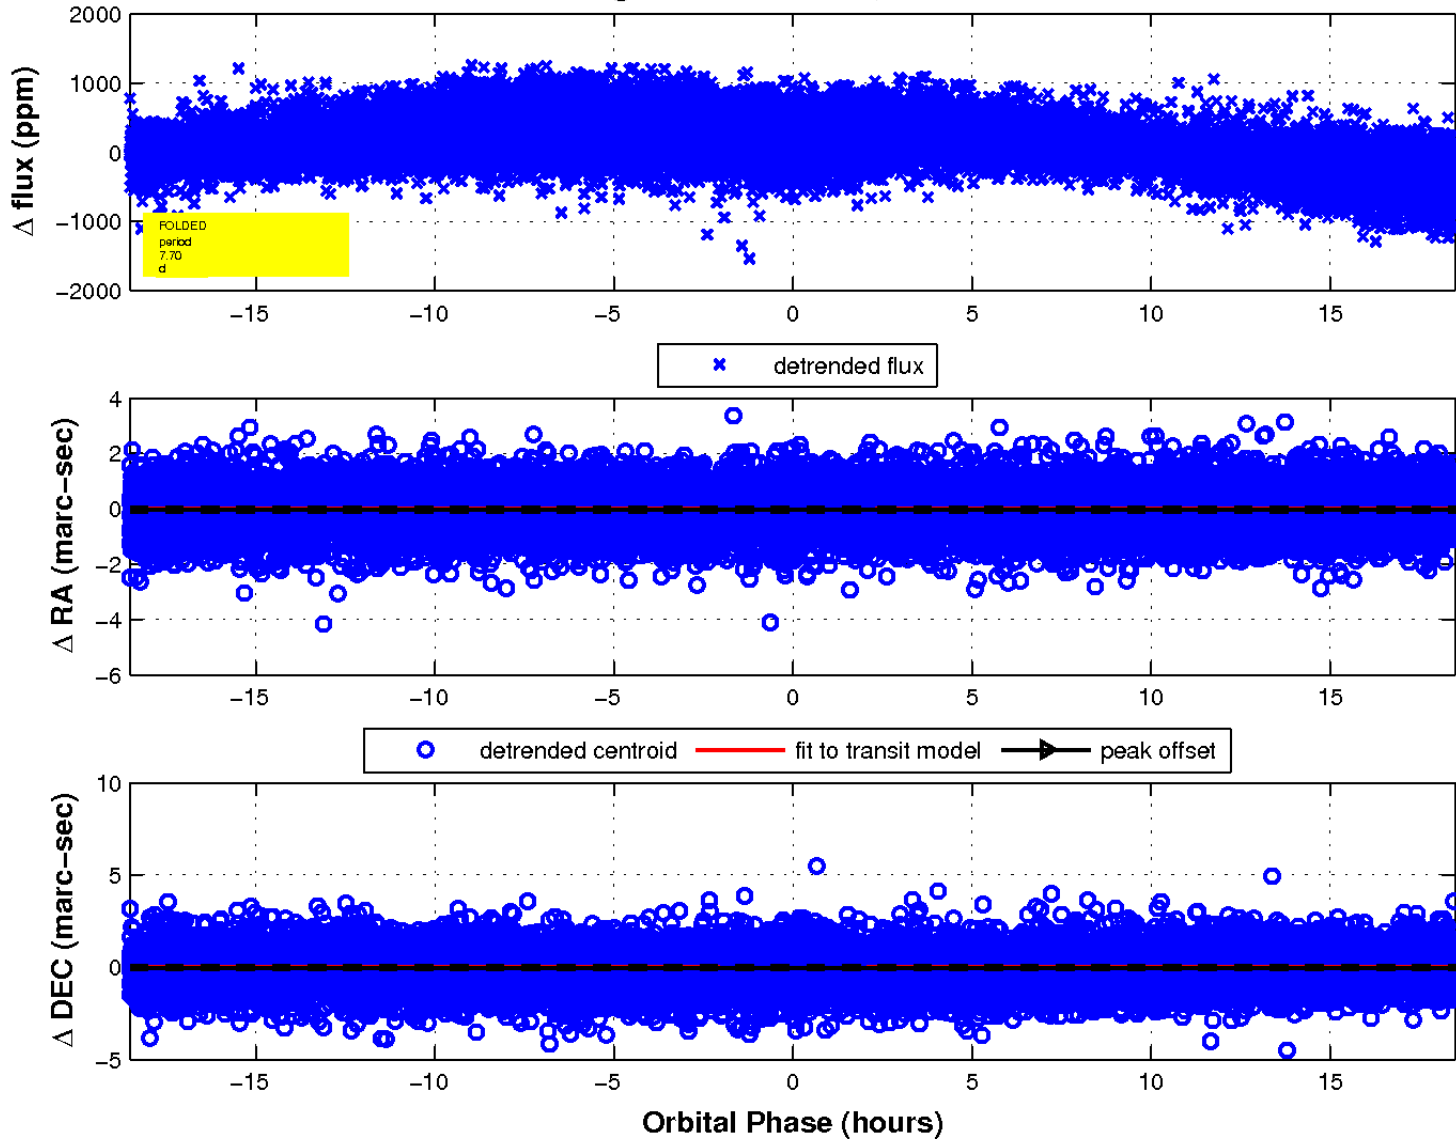 2000
1000
0
−1000
−2000
Δ flux (ppm)
FOLDED
period
7.70
d
−15 −10 −5 0 5 10 15
detrended flux
4
2
0
−2
−4
−6
Δ RA (marc−sec)
−15 −10 −5 0 5 10 15
detrended centroid fit to transit model peak offset
10
5
0
−5
Δ DEC (marc−sec)
−15 −10 −5 0 5 10 15
Orbital Phase (hours)